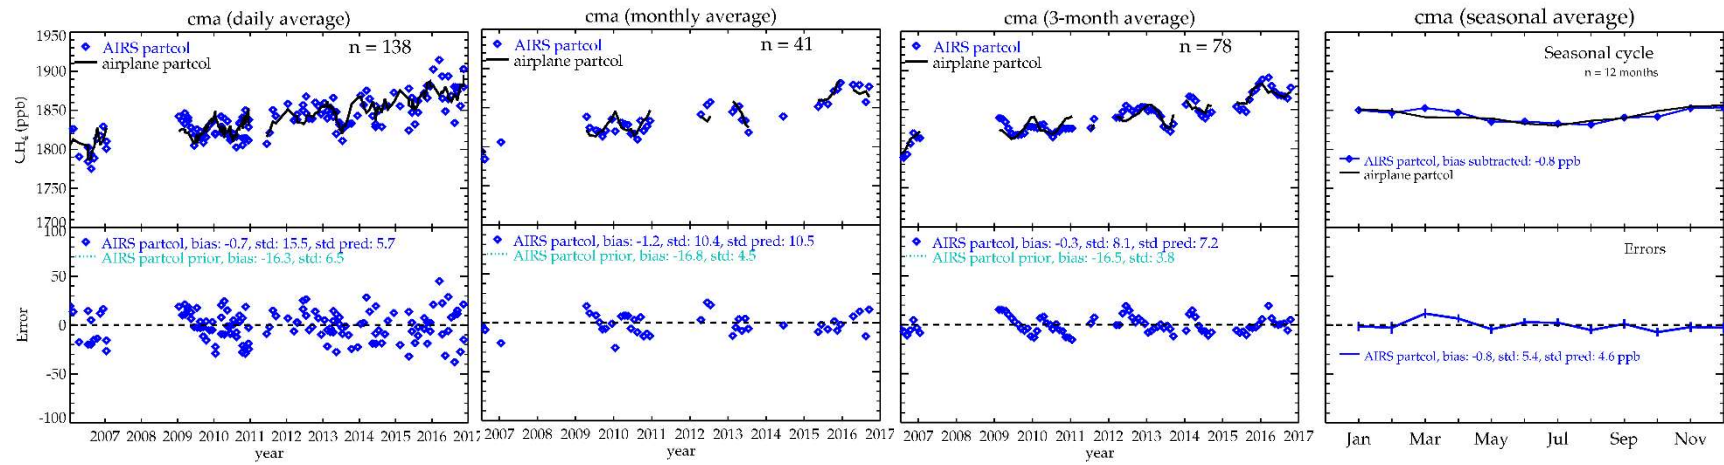 cma (daily average)
1950
1900
1850
1800
1750
1700
CH4 (ppb)
AIRS partcol
airplane partcol
n = 138
100
50
0
-50
-100
Error
AIRS partcol, bias: -0.7, std: 15.5, std pred: 5.7
AIRS partcol prior, bias: -16.3, std: 6.5
2007 2008 2009 2010 2011 2012 2013 2014 2015 2016 2017
year
cma (monthly average)
AIRS partcol
airplane partcol
n = 41
AIRS partcol, bias: -1.2, std: 10.4, std pred: 10.5
AIRS partcol prior, bias: -16.8, std: 4.5
2007 2008 2009 2010 2011 2012 2013 2014 2015 2016 2017
year
cma (3-month average)
AIRS partcol
airplane partcol
n = 78
AIRS partcol, bias: -0.3, std: 8.1, std pred: 7.2
AIRS partcol prior, bias: -16.5, std: 3.8
2007 2008 2009 2010 2011 2012 2013 2014 2015 2016 2017
year
cma (seasonal average)
Seasonal cycle
n = 12 months
AIRS partcol, bias subtracted: -0.8 ppb
airplane partcol
Errors
AIRS partcol, bias: -0.8, std: 5.4, std pred: 4.6 ppb
Jan Mar May Jul Sep Nov